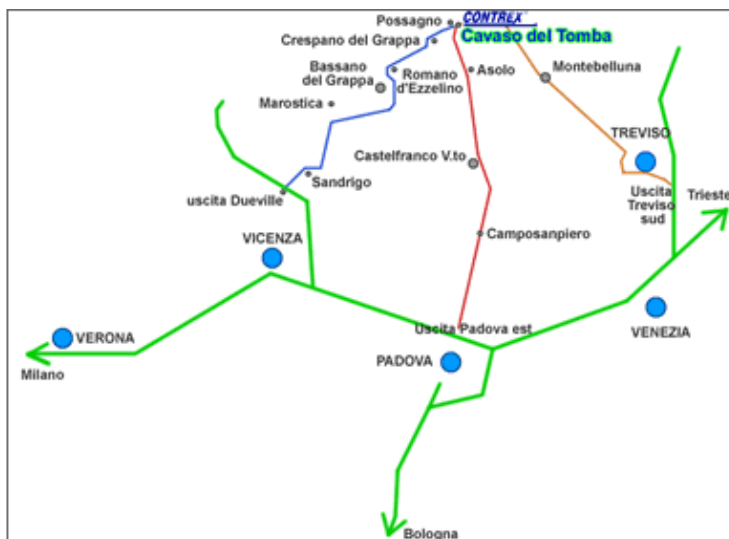 CONTREX
Possagno
Cavaso del Tomba
Crespano del Grappa
Bassano
del Grappa
Romano
d'Ezzelino
Asolo
Montebelluna
Marostica
TREVISO
Castelfranco V.to
Sandrigo
uscita Dueville
Uscita
Treviso
sud
Trieste
VICENZA
Camposanpiero
Uscita Padova est
VENEZIA
VERONA
PADOVA
Milano
Bologna